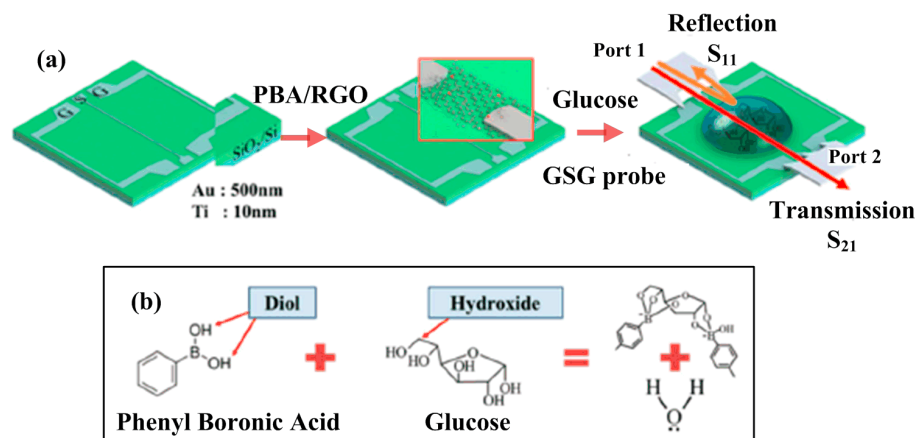 (a)
G S G
SiO₂/Si
Au : 500nm
Ti : 10nm
PBA/RGO
Glucose
GSG probe
Reflection
S₁₁
Port 1
Port 2
Transmission
S₂₁
(b)
Diol
OH
B
OH
Phenyl Boronic Acid
+
Hydroxide
HO
HO
O
OH
OH
OH
Glucose
=
O
O
O
O
O
B
B
OH
+
H H
O